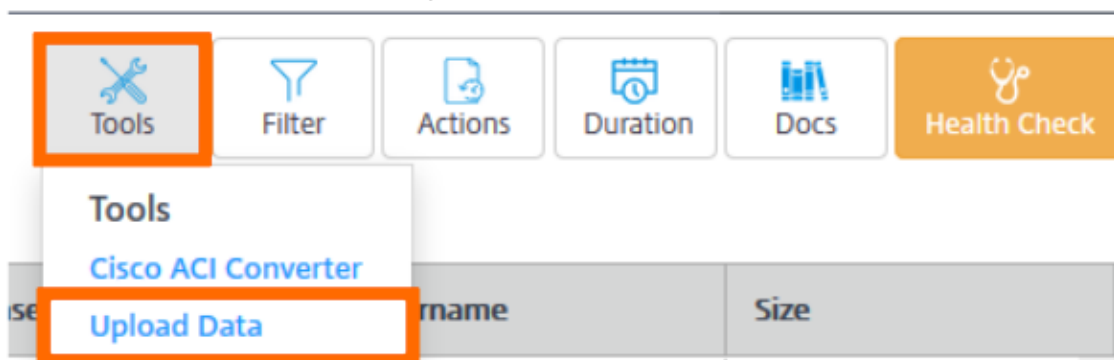 Tools
Filter
Actions
Duration
Docs
Health Check
Tools
Cisco ACI Converter
Upload Data
Size